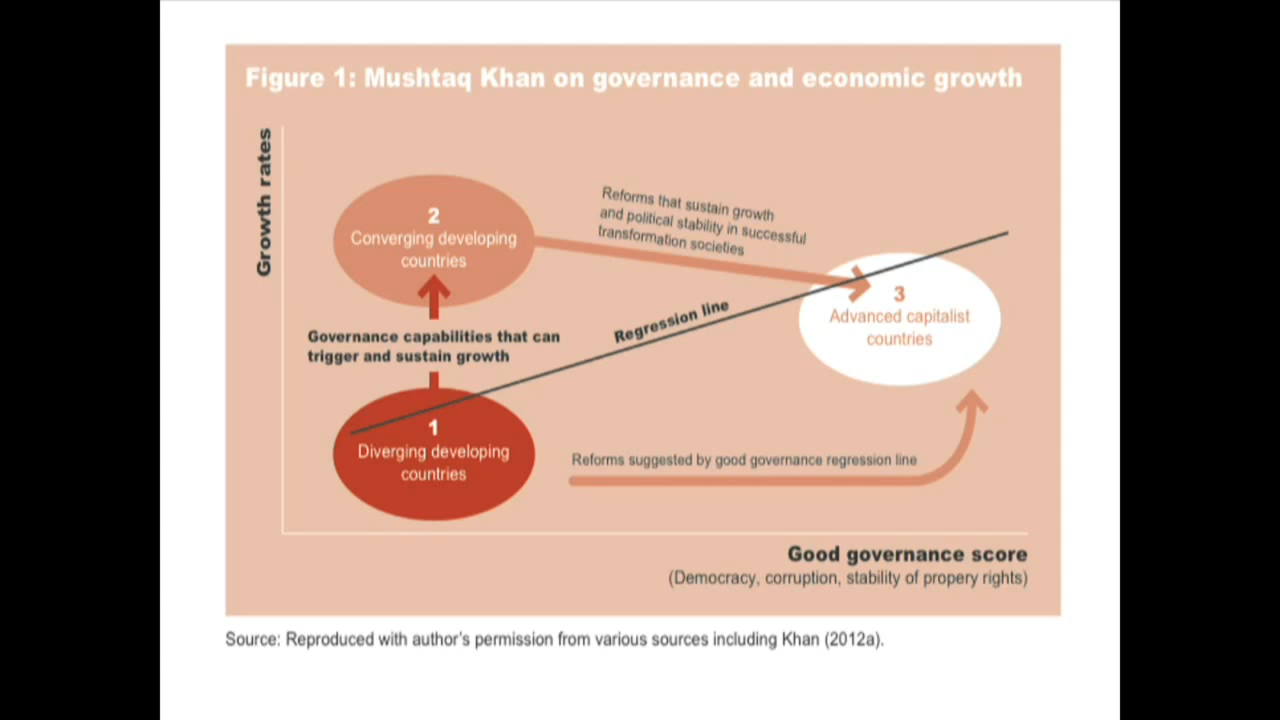 Figure 1: Mushtaq Khan on governance and economic growth
Growth rates
2
Converging developing
countries
Reforms that sustain growth
and political stability in successful
transformation societies
Governance capabilities that can
trigger and sustain growth
Regression line
3
Advanced capitalist
countries
1
Diverging developing
countries
Reforms suggested by good governance regression line
Good governance score
(Democracy, corruption, stability of propery rights)
Source: Reproduced with author's permission from various sources including Khan (2012a).